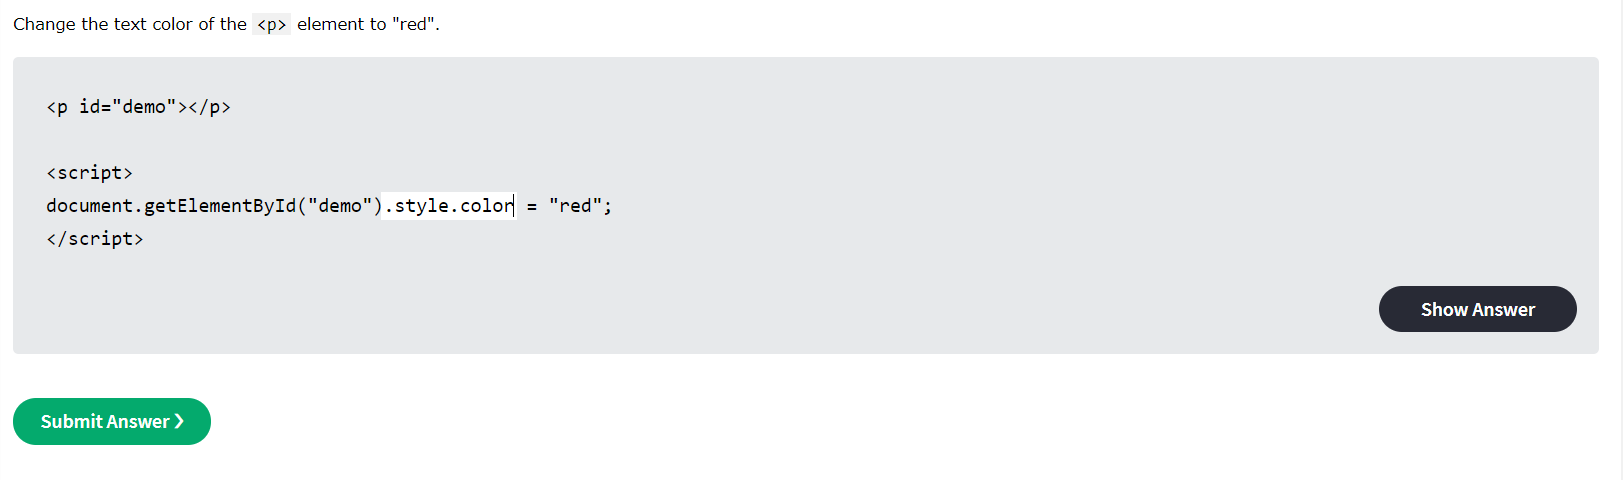 Change the text color of the <p> element to "red".
<p id="demo"></p>
<script>
document.getElementById("demo").style.color = "red";
</script>
Show Answer
Submit Answer ❯